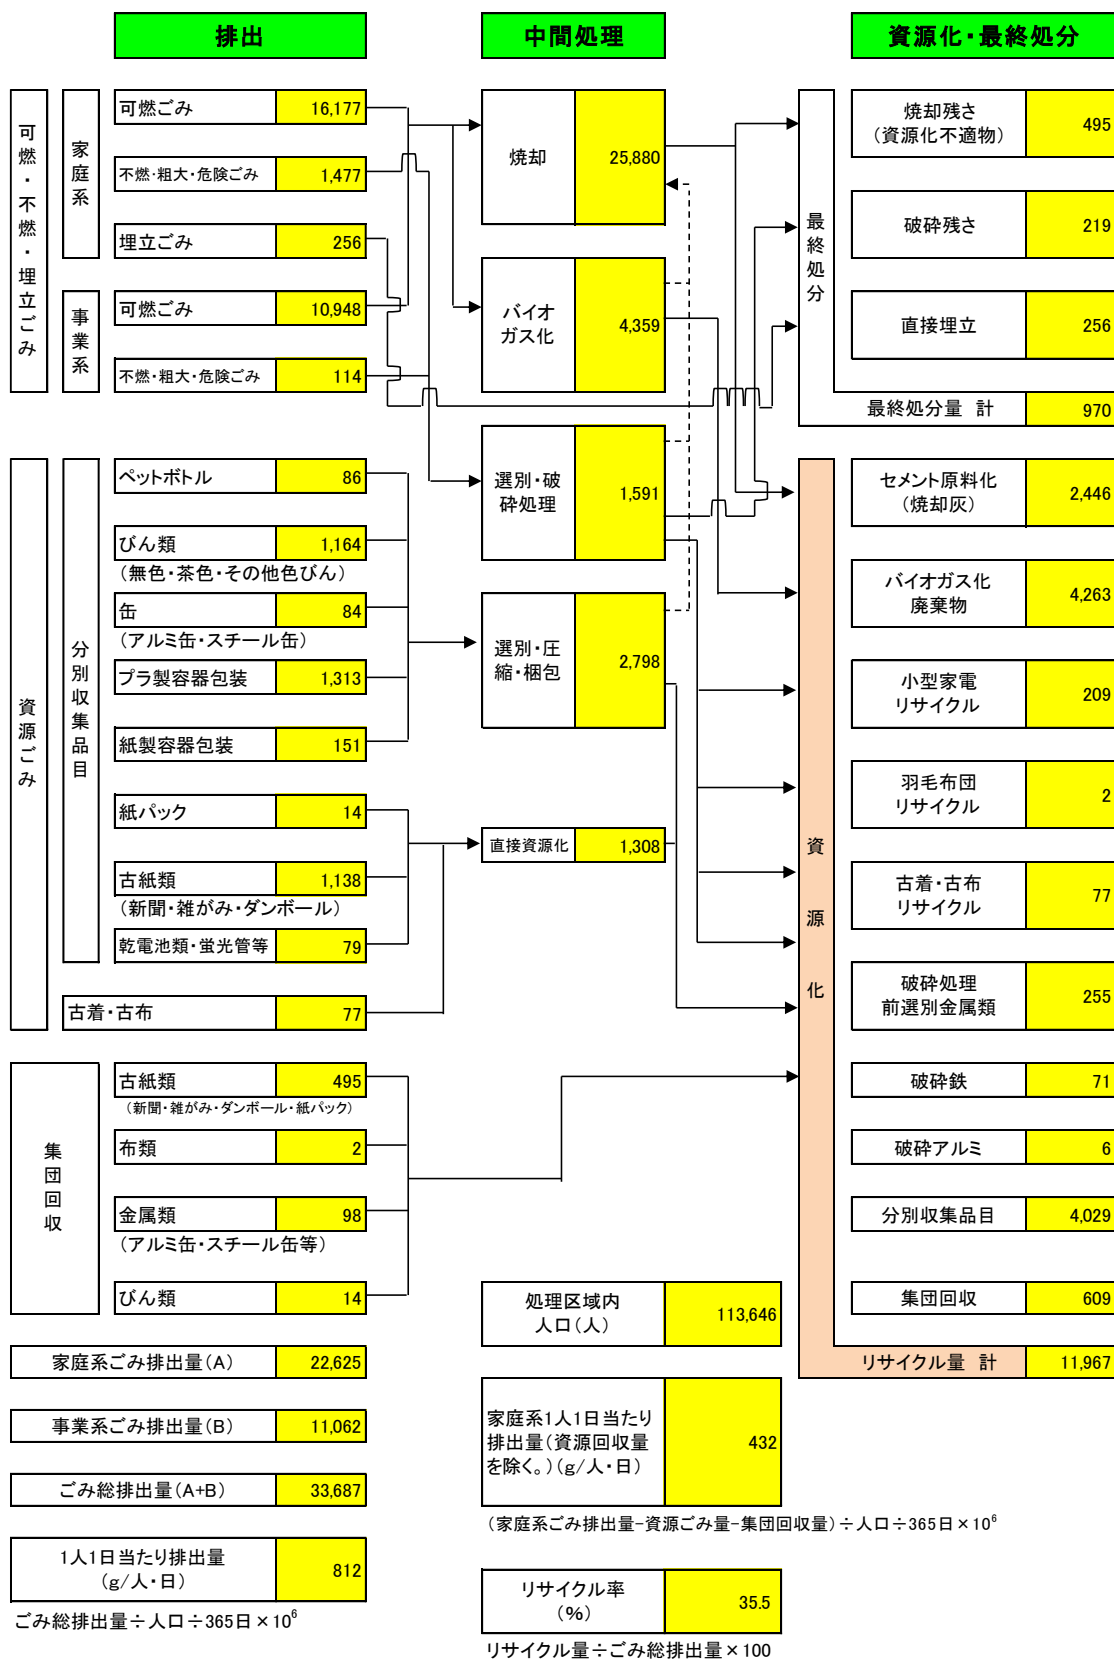 排出
中間処理
資源化・最終処分
可燃・不燃・埋立ごみ
家庭系
可燃ごみ 16,177
不燃・粗大・危険ごみ 1,477
埋立ごみ 256
事業系
可燃ごみ 10,948
不燃・粗大・危険ごみ 114
資源ごみ
分別収集品目
ペットボトル 86
びん類 1,164
(無色・茶色・その他色びん)
缶 84
(アルミ缶・スチール缶)
プラ製容器包装 1,313
紙製容器包装 151
紙パック 14
古紙類 1,138
(新聞・雑がみ・ダンボール)
乾電池類・蛍光管等 79
古着・古布 77
集団回収
古紙類 495
(新聞・雑がみ・ダンボール・紙パック)
布類 2
金属類 98
(アルミ缶・スチール缶等)
びん類 14
家庭系ごみ排出量(A) 22,625
事業系ごみ排出量(B) 11,062
ごみ総排出量(A+B) 33,687
1人1日当たり排出量
(g/人・日)
812
ごみ総排出量÷人口÷365日×10⁶
焼却 25,880
バイオ
ガス化
4,359
選別・破
砕処理
1,591
選別・圧
縮・梱包
2,798
直接資源化 1,308
処理区域内
人口(人)
113,646
家庭系1人1日当たり
排出量(資源回収量
を除く。)(g/人・日)
432
(家庭系ごみ排出量-資源ごみ量-集団回収量)÷人口÷365日×10⁶
リサイクル率
(%)
35.5
リサイクル量÷ごみ総排出量×100
最終処分
焼却残さ
(資源化不適物)
495
破砕残さ 219
直接埋立 256
最終処分量 計 970
資源化
セメント原料化
(焼却灰)
2,446
バイオガス化
廃棄物
4,263
小型家電
リサイクル
209
羽毛布団
リサイクル
2
古着・古布
リサイクル
77
破砕処理
前選別金属類
255
破砕鉄 71
破砕アルミ 6
分別収集品目 4,029
集団回収 609
リサイクル量 計 11,967